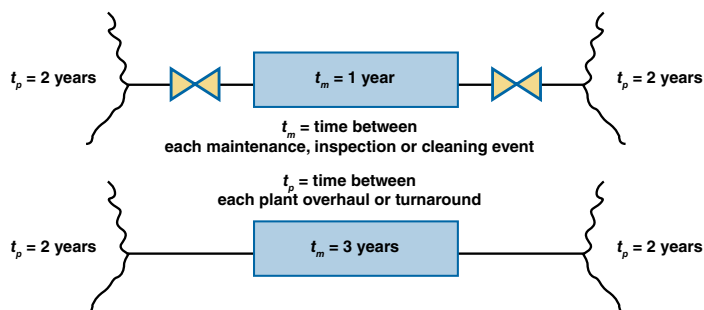 t_p = 2 years
t_m = 1 year
t_p = 2 years
t_m = time between
each maintenance, inspection or cleaning event
t_p = time between
each plant overhaul or turnaround
t_p = 2 years
t_m = 3 years
t_p = 2 years